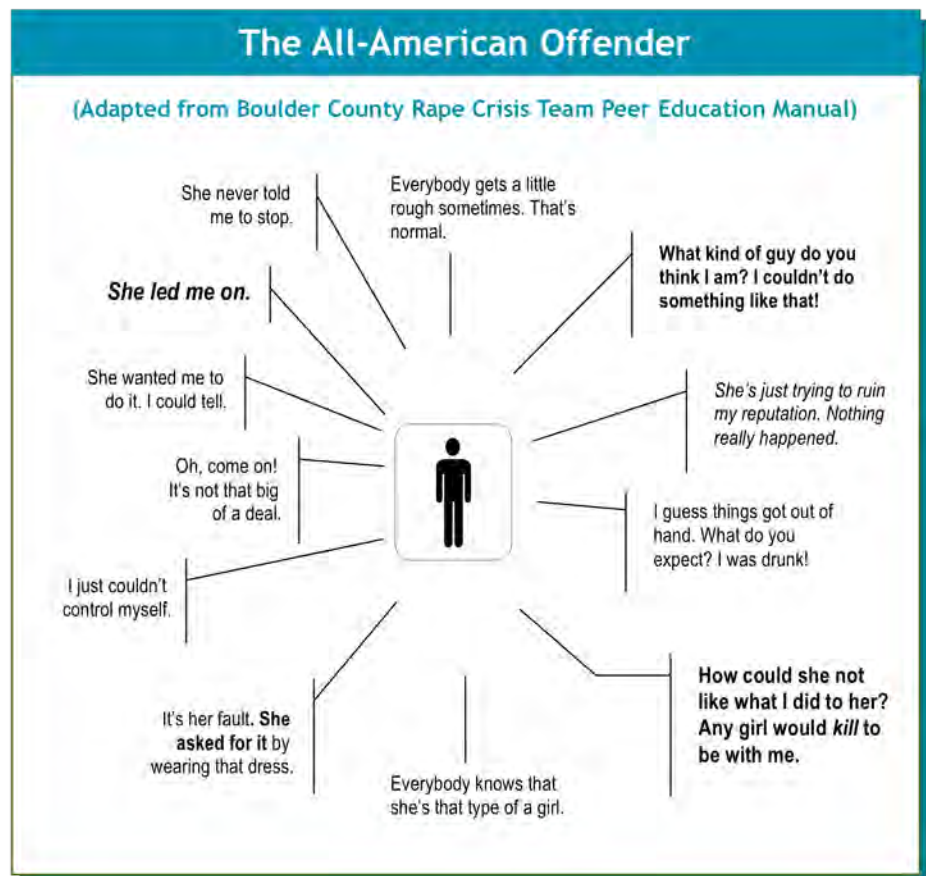 The All-American Offender
(Adapted from Boulder County Rape Crisis Team Peer Education Manual)
She never told
me to stop.
Everybody gets a little
rough sometimes. That's
normal.
What kind of guy do you
think I am? I couldn't do
something like that!
She led me on.
She wanted me to
do it. I could tell.
She's just trying to ruin
my reputation. Nothing
really happened.
Oh, come on!
It's not that big
of a deal.
I guess things got out of
hand. What do you
expect? I was drunk!
I just couldn't
control myself.
How could she not
like what I did to her?
Any girl would kill to
be with me.
It's her fault. She
asked for it by
wearing that dress.
Everybody knows that
she's that type of a girl.